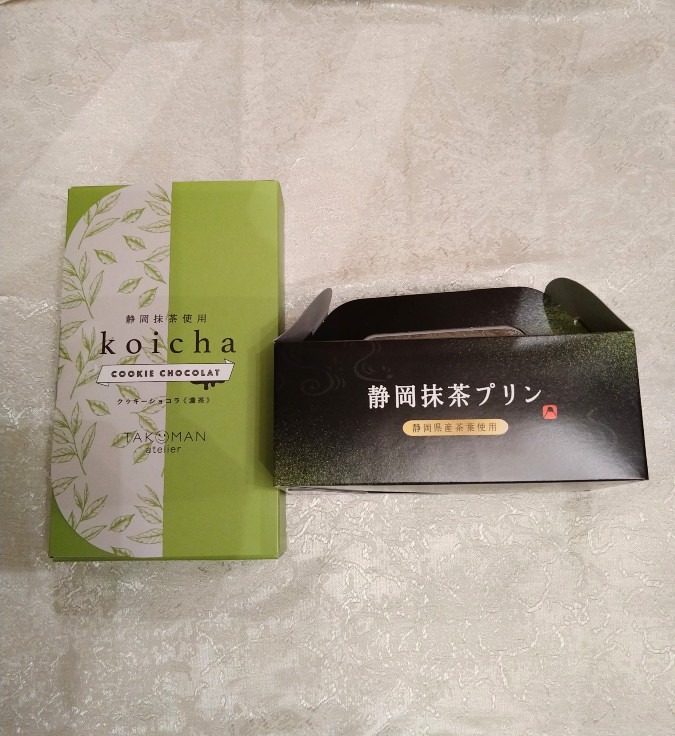 静岡抹茶使用
koicha
COOKIE CHOCOLAT
クッキーショコラ《濃茶》
TAKOMAN
atelier
静岡抹茶プリン
静岡県産茶葉使用